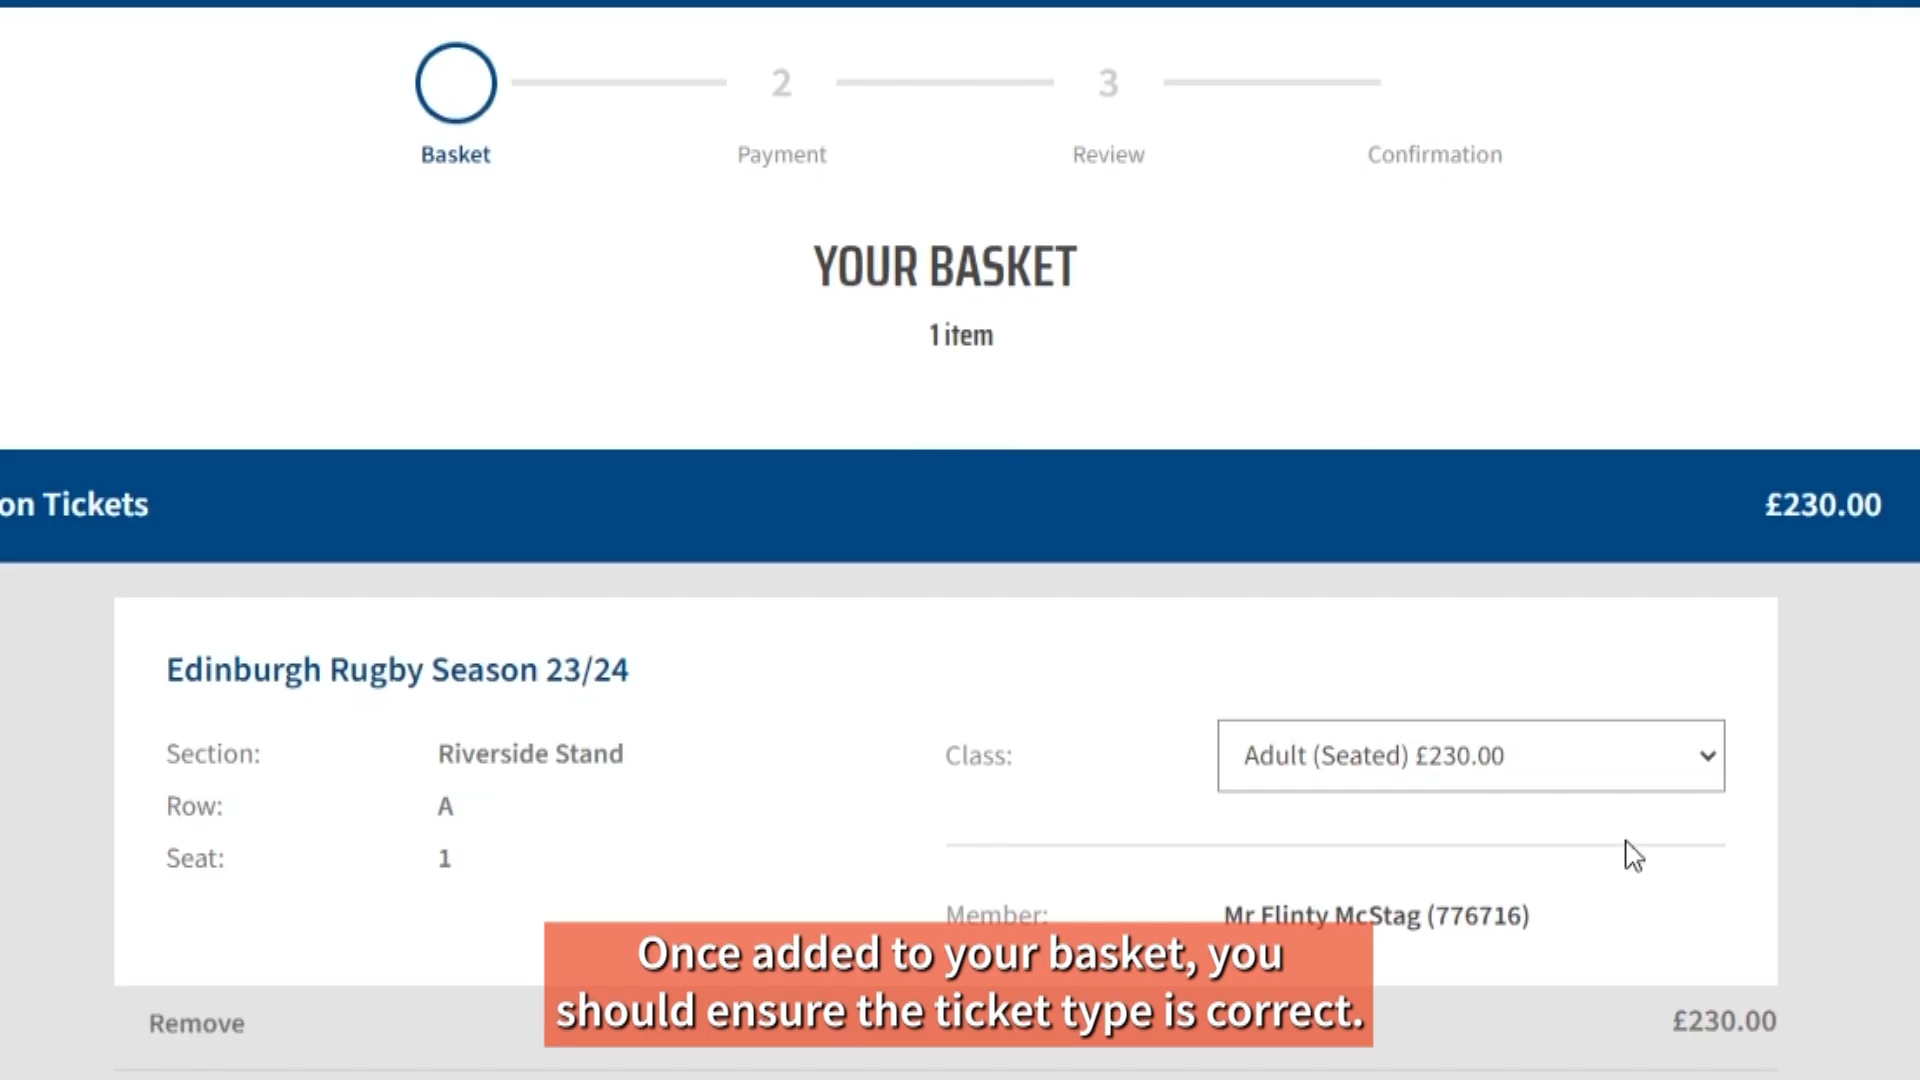 2
3
Basket
Payment
Review
Confirmation
YOUR BASKET
1 item
on Tickets
£230.00
Edinburgh Rugby Season 23/24
Section:
Riverside Stand
Row:
A
Seat:
1
Class:
Adult (Seated) £230.00
Member:
Mr Flinty McStag (776716)
Once added to your basket, you
should ensure the ticket type is correct.
Remove
£230.00